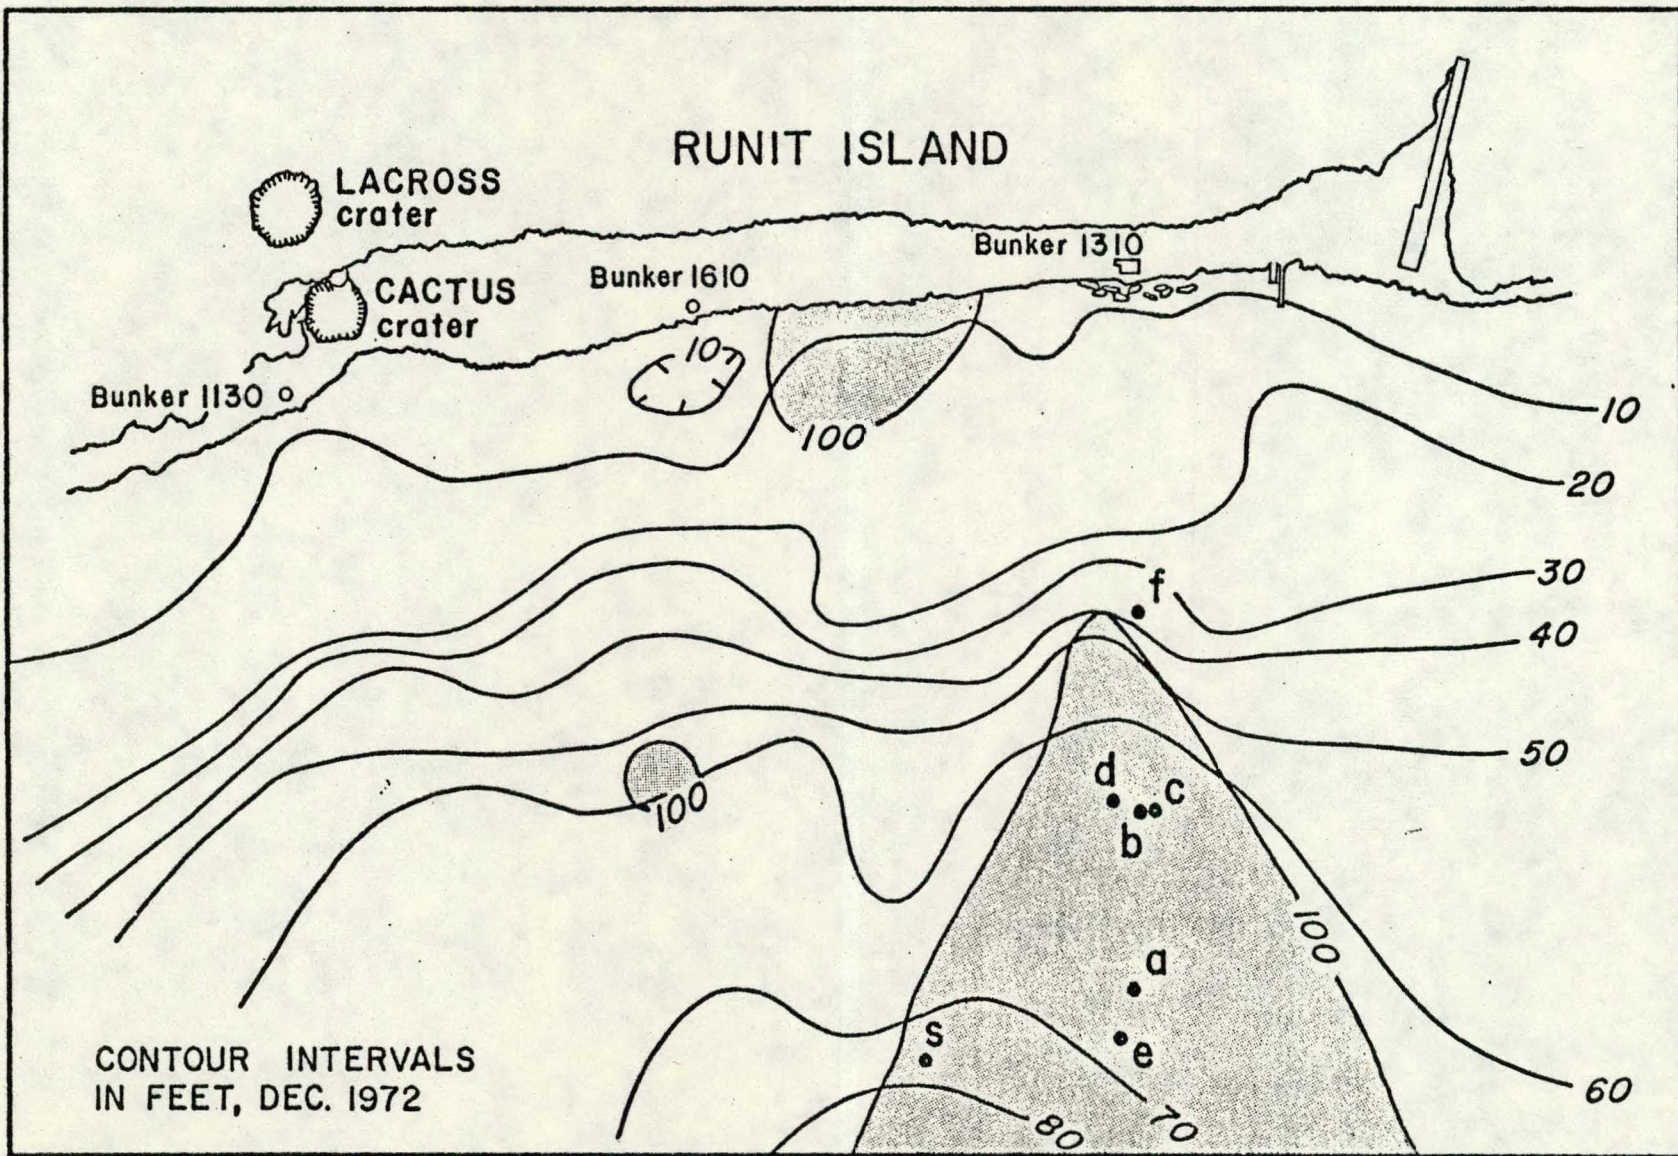 RUNIT ISLAND
LACROSS
crater
Bunker 1310
Bunker 1610
CACTUS
crater
10
Bunker 1130
10
100
20
30
f
40
50
d
c
100
b
100
a
s
e
CONTOUR INTERVALS
IN FEET, DEC. 1972
60
70
80